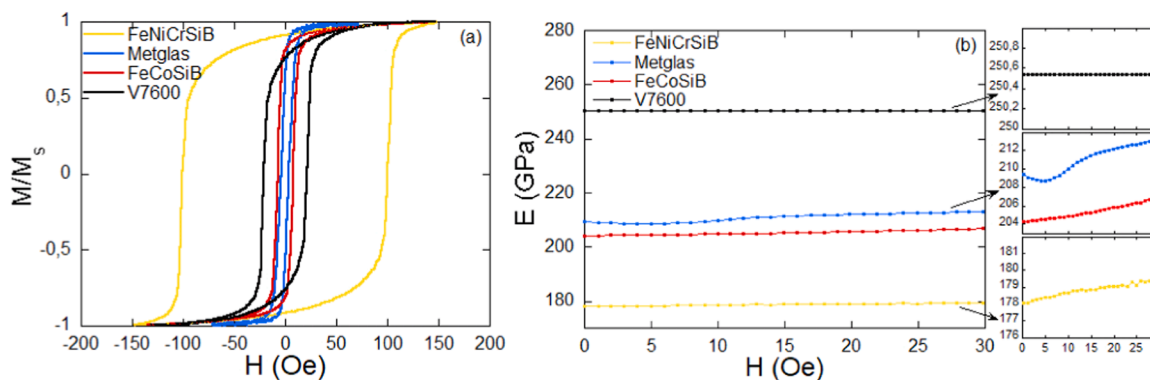 (a)
FeNiCrSiB
Metglas
FeCoSiB
V7600
M/Ms
1
0,5
0
-0,5
-1
-200 -150 -100 -50 0 50 100 150 200
H (Oe)
(b)
FeNiCrSiB
Metglas
FeCoSiB
V7600
E (GPa)
280
260
240
220
200
180
0 5 10 15 20 25 30
H (Oe)
250,8
250,6
250,4
250,2
250
212
210
208
206
204
181
180
179
178
177
176
0 5 10 15 20 25